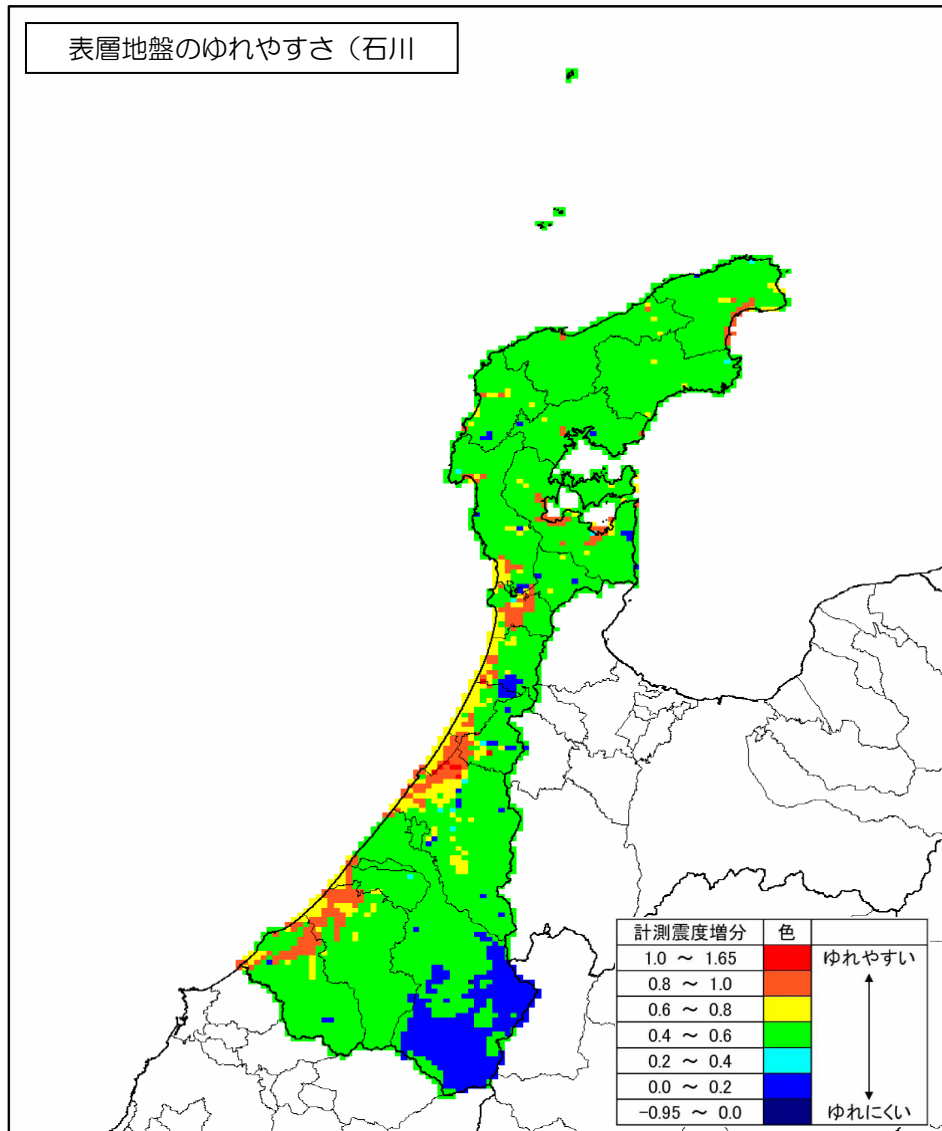 表層地盤のゆれやすさ（石川
計測震度増分 色
1.0 ～ 1.65 ゆれやすい
0.8 ～ 1.0
0.6 ～ 0.8
0.4 ～ 0.6
0.2 ～ 0.4
0.0 ～ 0.2
-0.95 ～ 0.0 ゆれにくい